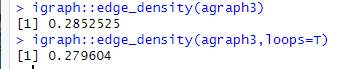 > igraph::edge_density(agraph3)
[1] 0.2852525
> igraph::edge_density(agraph3,loops=T)
[1] 0.279604